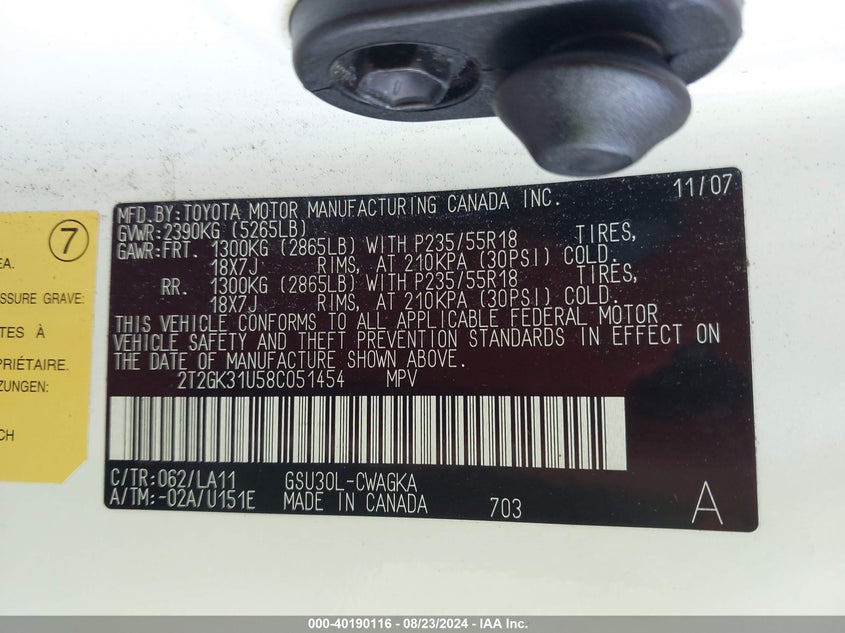 11/07
MFD.BY:TOYOTA MOTOR MANUFACTURING CANADA INC.
GVWR:2390KG (5265LB)
GAWR:FRT. 1300KG (2865LB) WITH P235/55R18 TIRES,
18X7J RIMS, AT 210KPA (30PSI) COLD.
RR. 1300KG (2865LB) WITH P235/55R18 TIRES,
18X7J RIMS, AT 210KPA (30PSI) COLD.
THIS VEHICLE CONFORMS TO ALL APPLICABLE FEDERAL MOTOR
VEHICLE SAFETY AND THEFT PREVENTION STANDARDS IN EFFECT ON
THE DATE OF MANUFACTURE SHOWN ABOVE.
2T2GK31U58C051454 MPV
C/TR:062/LA11 GSU30L-CWAGKA
A/TM:-02A/U151E MADE IN CANADA 703 A
7
EA.
SSURE GRAVE:
TES À
PRIÉTAIRE.
ZUNGEN:
CH
000-40190116 - 08/23/2024 - IAA Inc.